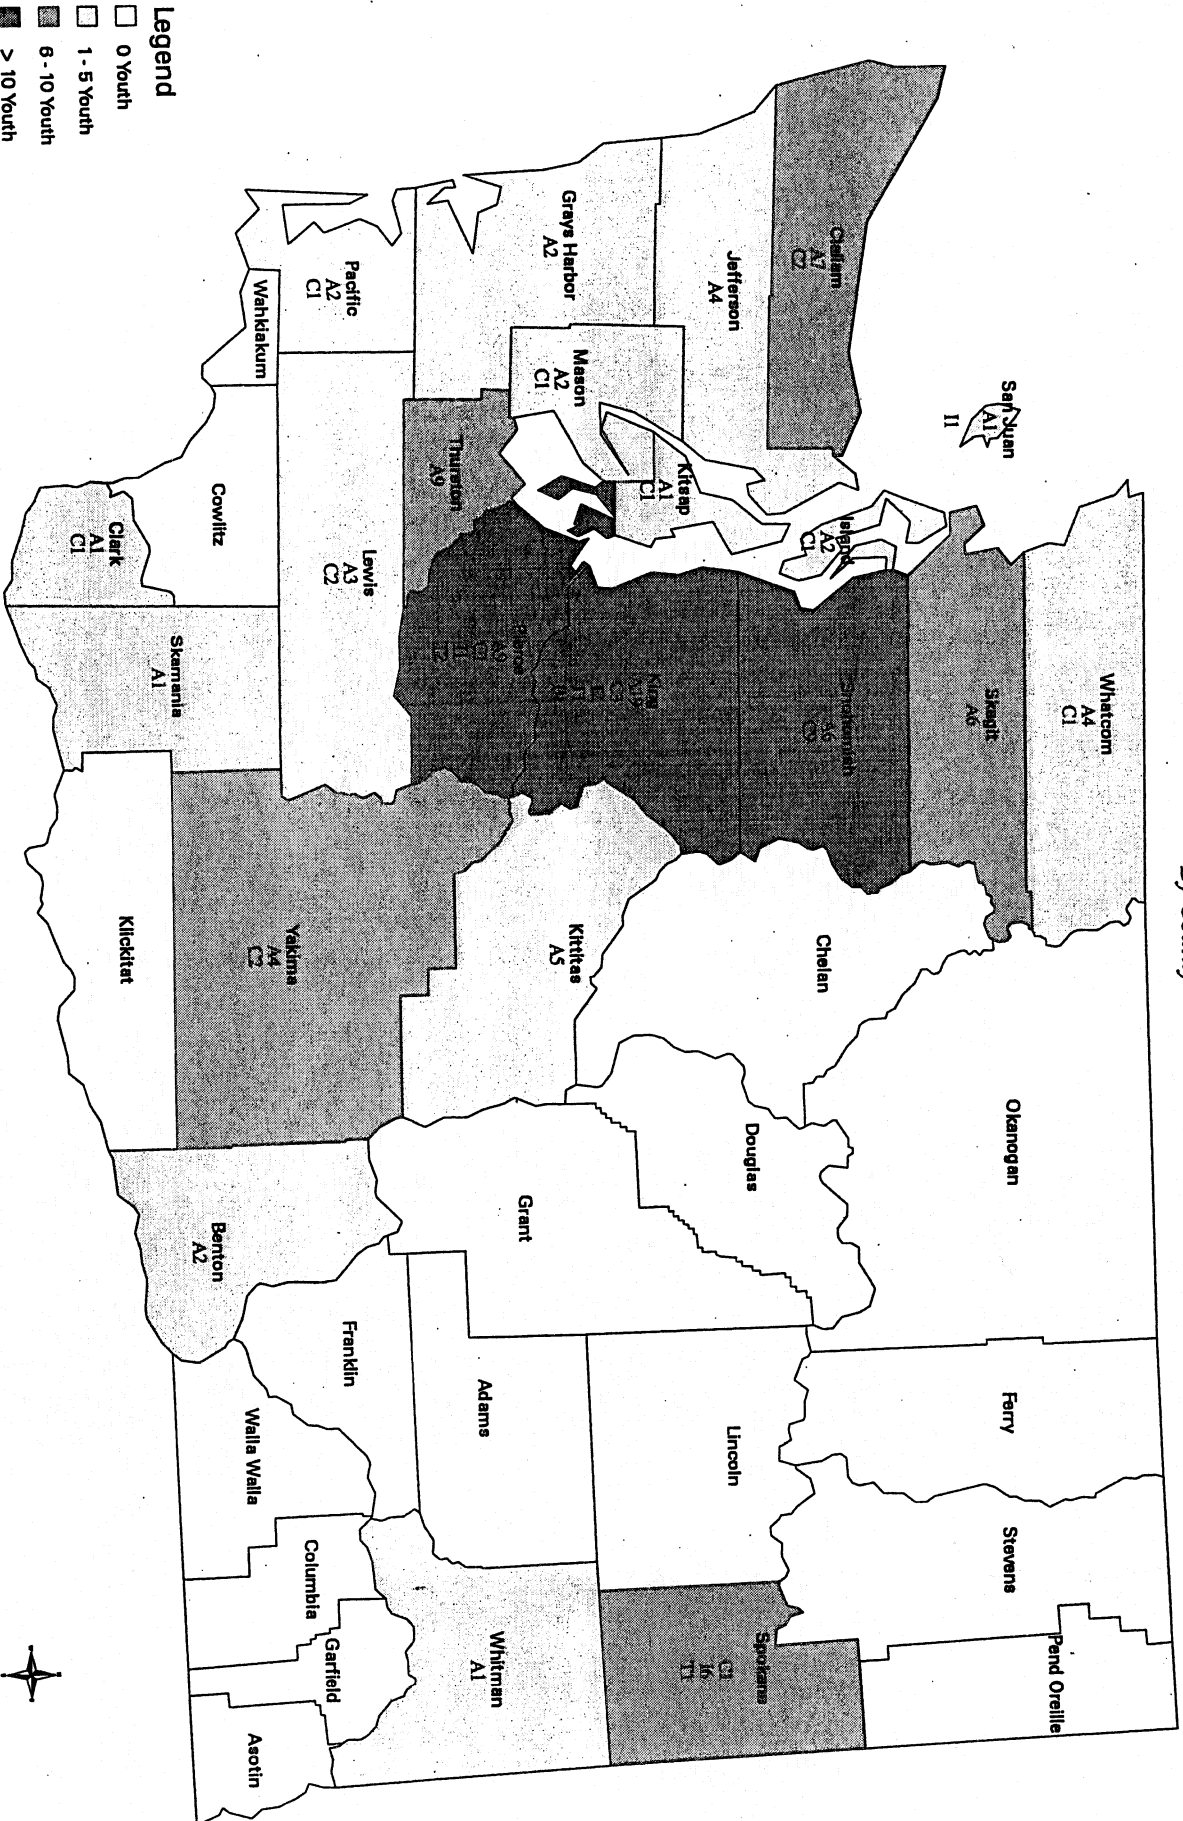 Legend
0 Youth
1 - 5 Youth
6 - 10 Youth
> 10 Youth
San Juan
A1
I1
Whatcom
A4
C1
Skagit
A6
Island
A2
C1
Clallam
A7
C2
Jefferson
A4
Kitsap
A1
C1
Grays Harbor
A2
Mason
A2
C1
Thurston
A9
Pacific
A2
C1
Wahkiakum
Lewis
A3
C2
Cowlitz
Clark
A1
C1
Skamania
A1
Snohomish
A6
King
Pierce
Kittitas
A5
Yakima
A4
C2
Klickitat
Chelan
Okanogan
Douglas
Grant
Benton
A2
Franklin
Adams
Lincoln
Ferry
Stevens
Pend Oreille
Spokane
C1
I6
T1
Whitman
A1
Walla Walla
Columbia
Garfield
Asotin